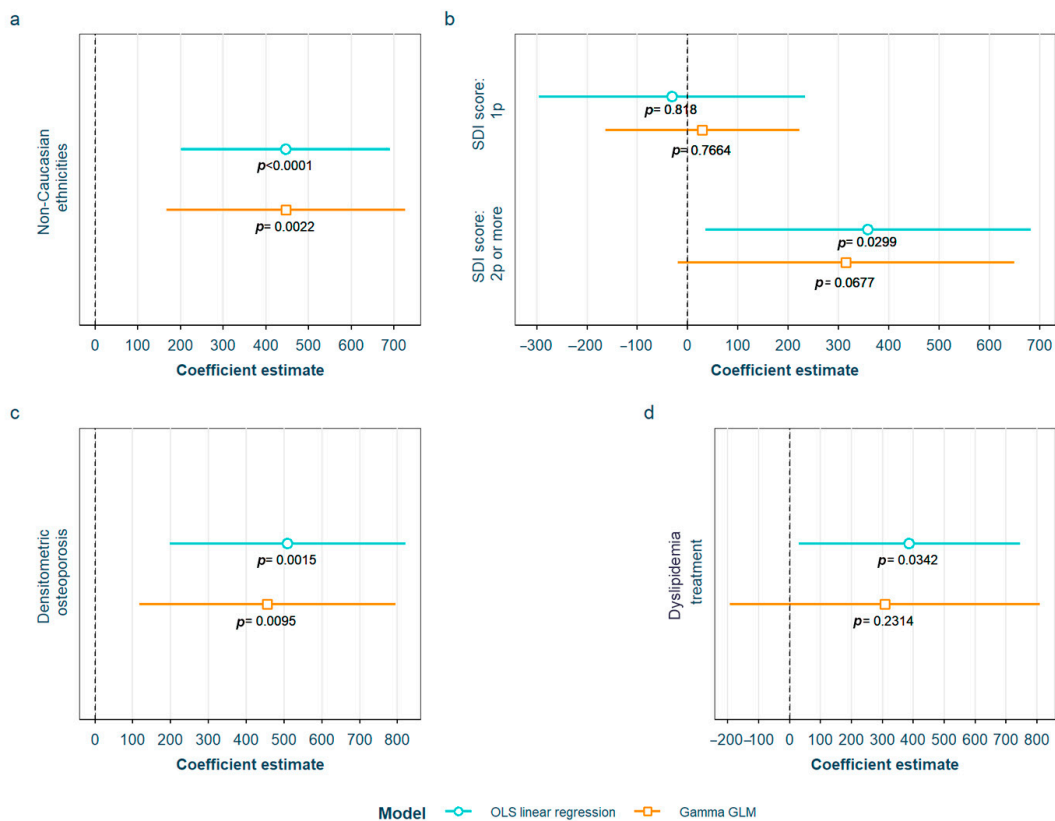 a
Non-Caucasian
ethnicities
p<0.0001
p= 0.0022
0 100 200 300 400 500 600 700
Coefficient estimate
b
SDI score:
1p
p= 0.818
p= 0.7664
SDI score:
2p or more
p= 0.0299
p= 0.0677
−300 −200 −100 0 100 200 300 400 500 600 700
Coefficient estimate
c
Densitometric
osteoporosis
p= 0.0015
p= 0.0095
0 100 200 300 400 500 600 700 800
Coefficient estimate
d
Dyslipidemia
treatment
p= 0.0342
p= 0.2314
−200 −100 0 100 200 300 400 500 600 700 800
Coefficient estimate
Model OLS linear regression Gamma GLM